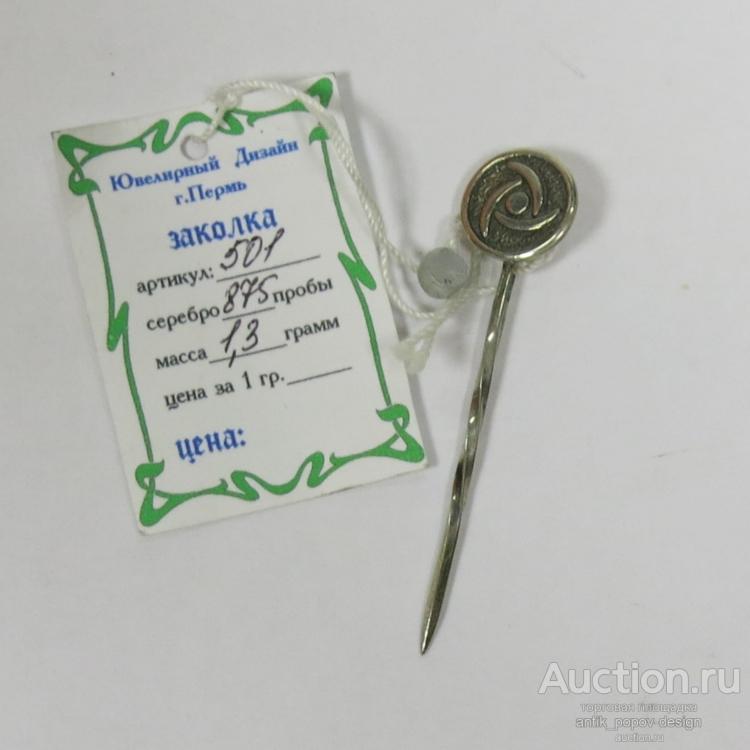 Ювелирный Дизайн
г.Пермь
заколка
артикул: 501
серебро 875 пробы
масса 1,3 грамм
цена за 1 гр.
цена:
Auction.ru
торговая площадка
antik_popov-design
auction.ru